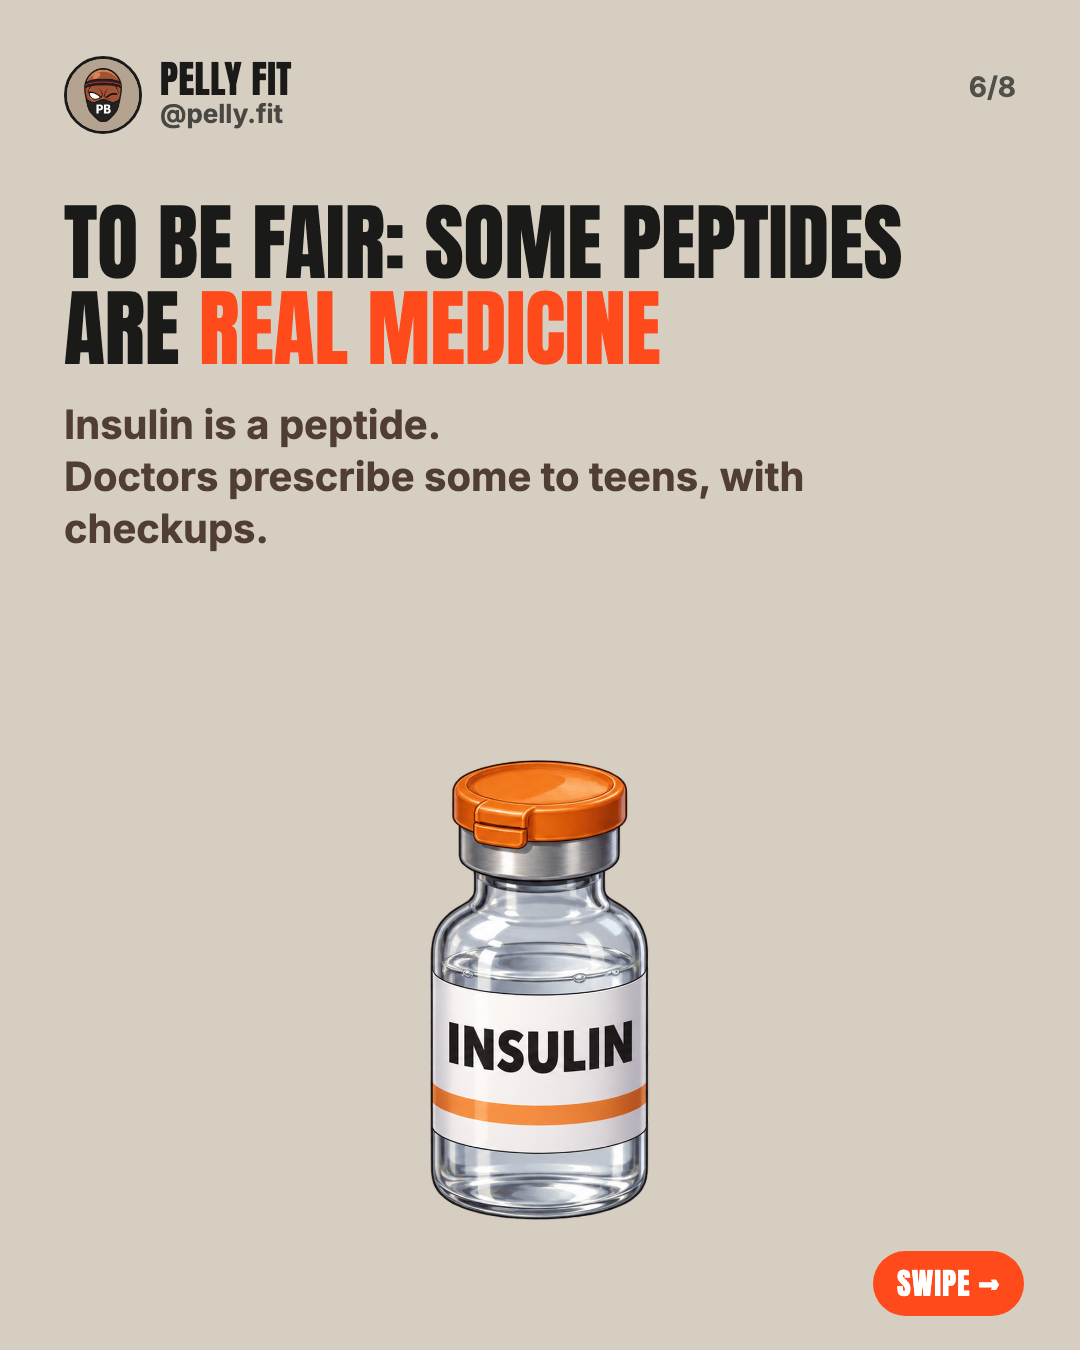 PB
PELLY FIT
@pelly.fit
6/8
TO BE FAIR: SOME PEPTIDES
ARE REAL MEDICINE
Insulin is a peptide.
Doctors prescribe some to teens, with
checkups.
INSULIN
SWIPE →